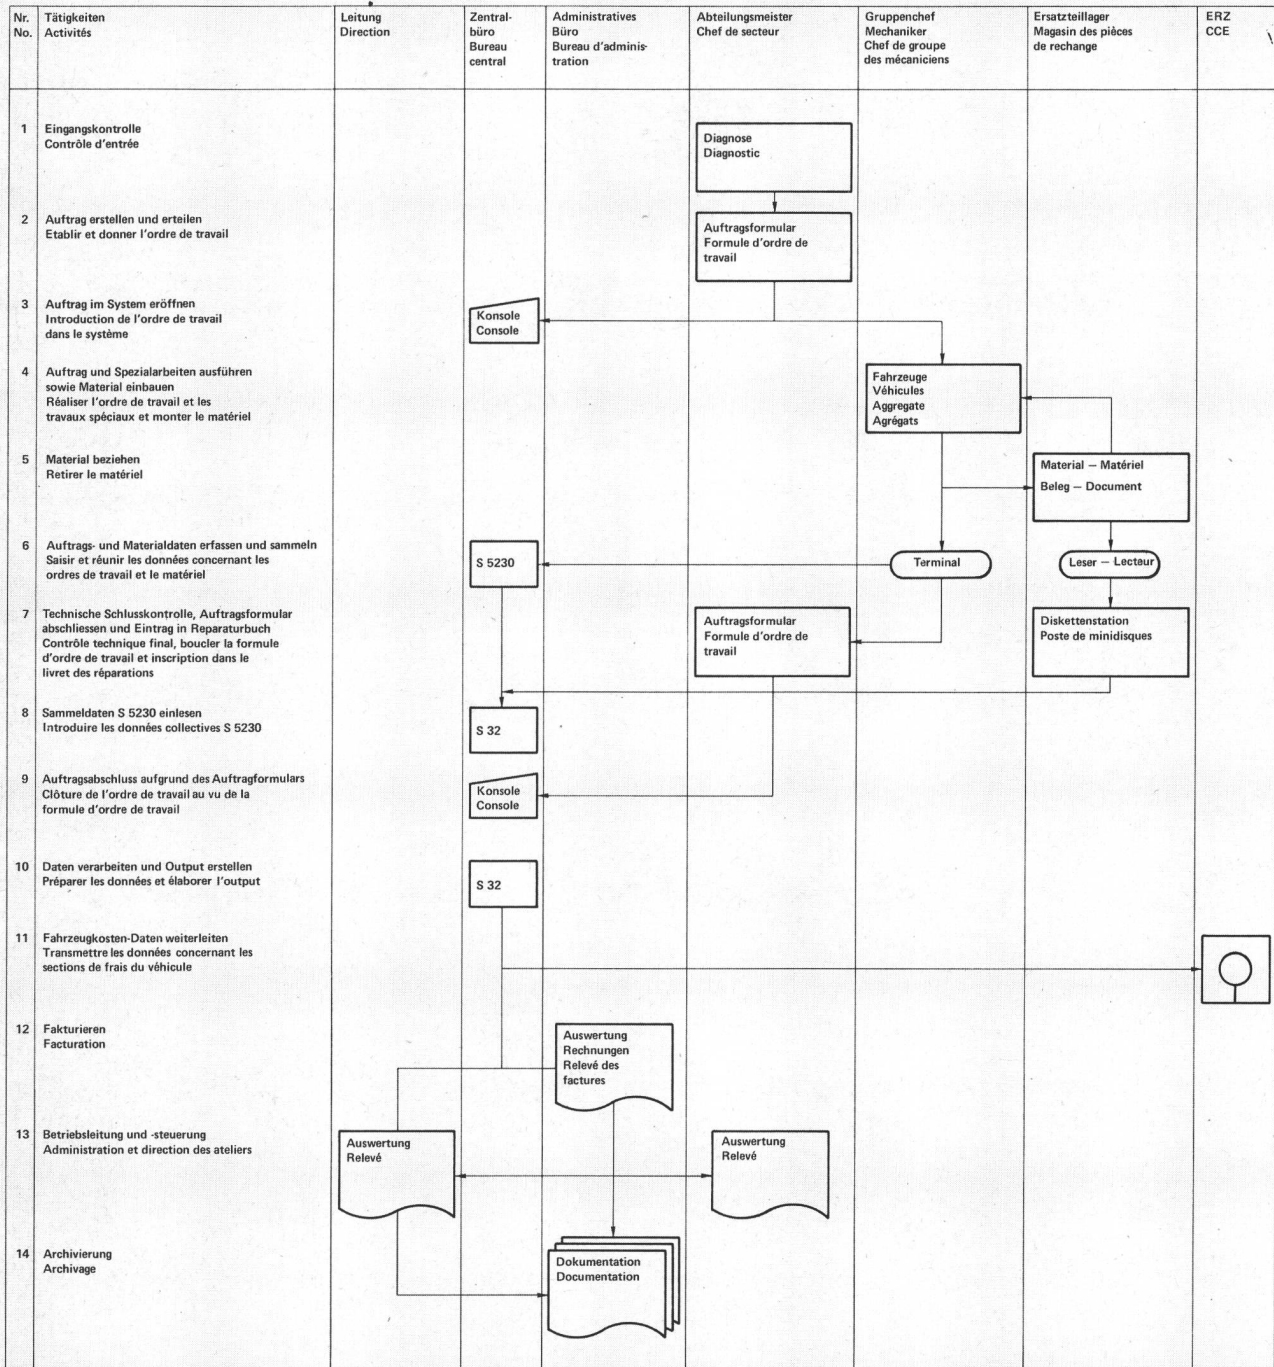 Nr.
No.
Tätigkeiten
Activités
Leitung
Direction
Zentral-
büro
Bureau
central
Administratives
Büro
Bureau d'adminis-
tration
Abteilungsmeister
Chef de secteur
Gruppenchef
Mechaniker
Chef de groupe
des mécaniciens
Ersatzteillager
Magasin des pièces
de rechange
ERZ
CCE
1
Eingangskontrolle
Contrôle d'entrée
Diagnose
Diagnostic
2
Auftrag erstellen und erteilen
Etablir et donner l'ordre de travail
Auftragsformular
Formule d'ordre de
travail
3
Auftrag im System eröffnen
Introduction de l'ordre de travail
dans le système
Konsole
Console
4
Auftrag und Spezialarbeiten ausführen
sowie Material einbauen
Réaliser l'ordre de travail et les
travaux spéciaux et monter le matériel
Fahrzeuge
Véhicules
Aggregate
Agrégats
5
Material beziehen
Retirer le matériel
Material – Matériel
Beleg – Document
6
Auftrags- und Materialdaten erfassen und sammeln
Saisir et réunir les données concernant les
ordres de travail et le matériel
S 5230
Terminal
Leser – Lecteur
7
Technische Schlusskontrolle, Auftragsformular
abschliessen und Eintrag in Reparaturbuch
Contrôle technique final, boucler la formule
d'ordre de travail et inscription dans le
livret des réparations
Auftragsformular
Formule d'ordre de
travail
Diskettenstation
Poste de minidisques
8
Sammeldaten S 5230 einlesen
Introduire les données collectives S 5230
S 32
9
Auftragsabschluss aufgrund des Auftragformulars
Clôture de l'ordre de travail au vu de la
formule d'ordre de travail
Konsole
Console
10
Daten verarbeiten und Output erstellen
Préparer les données et élaborer l'output
S 32
11
Fahrzeugkosten-Daten weiterleiten
Transmettre les données concernant les
sections de frais du véhicule
12
Fakturieren
Facturation
Auswertung
Rechnungen
Relevé des
factures
13
Betriebsleitung und -steuerung
Administration et direction des ateliers
Auswertung
Relevé
Auswertung
Relevé
14
Archivierung
Archivage
Dokumentation
Documentation